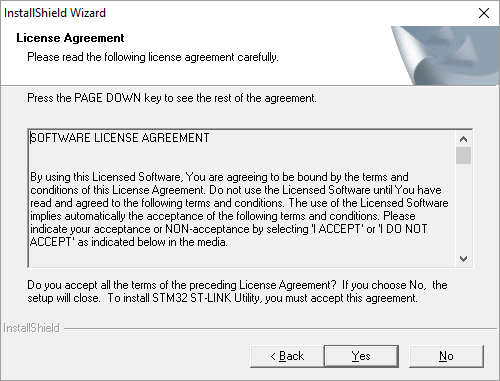 InstallShield Wizard
License Agreement
Please read the following license agreement carefully.
Press the PAGE DOWN key to see the rest of the agreement.
SOFTWARE LICENSE AGREEMENT
By using this Licensed Software, You are agreeing to be bound by the terms and
conditions of this License Agreement. Do not use the Licensed Software until You have
read and agreed to the following terms and conditions. The use of the Licensed Software
implies automatically the acceptance of the following terms and conditions. Please
indicate your acceptance or NON-acceptance by selecting 'I ACCEPT' or 'I DO NOT
ACCEPT' as indicated below in the media.
Do you accept all the terms of the preceding License Agreement?  If you choose No,  the
setup will close.  To install STM32 ST-LINK Utility, you must accept this agreement.
InstallShield
< Back
Yes
No